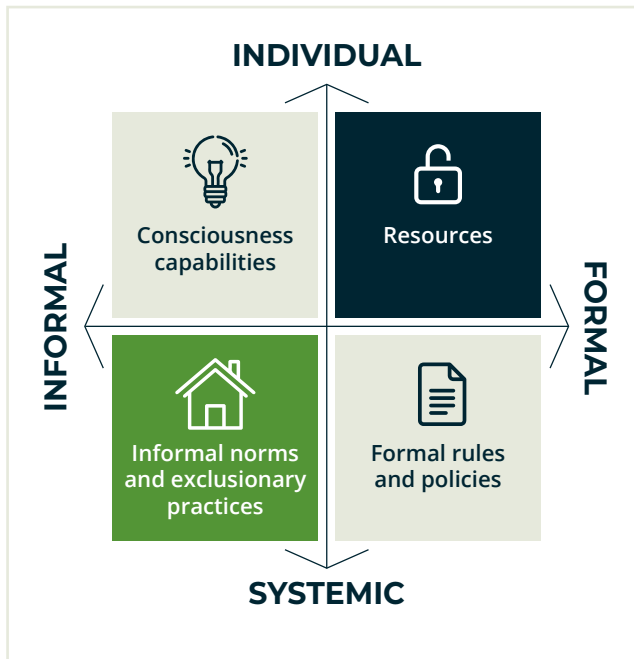 INDIVIDUAL
Consciousness
capabilities
Resources
INFORMAL
FORMAL
Informal norms
and exclusionary
practices
Formal rules
and policies
SYSTEMIC